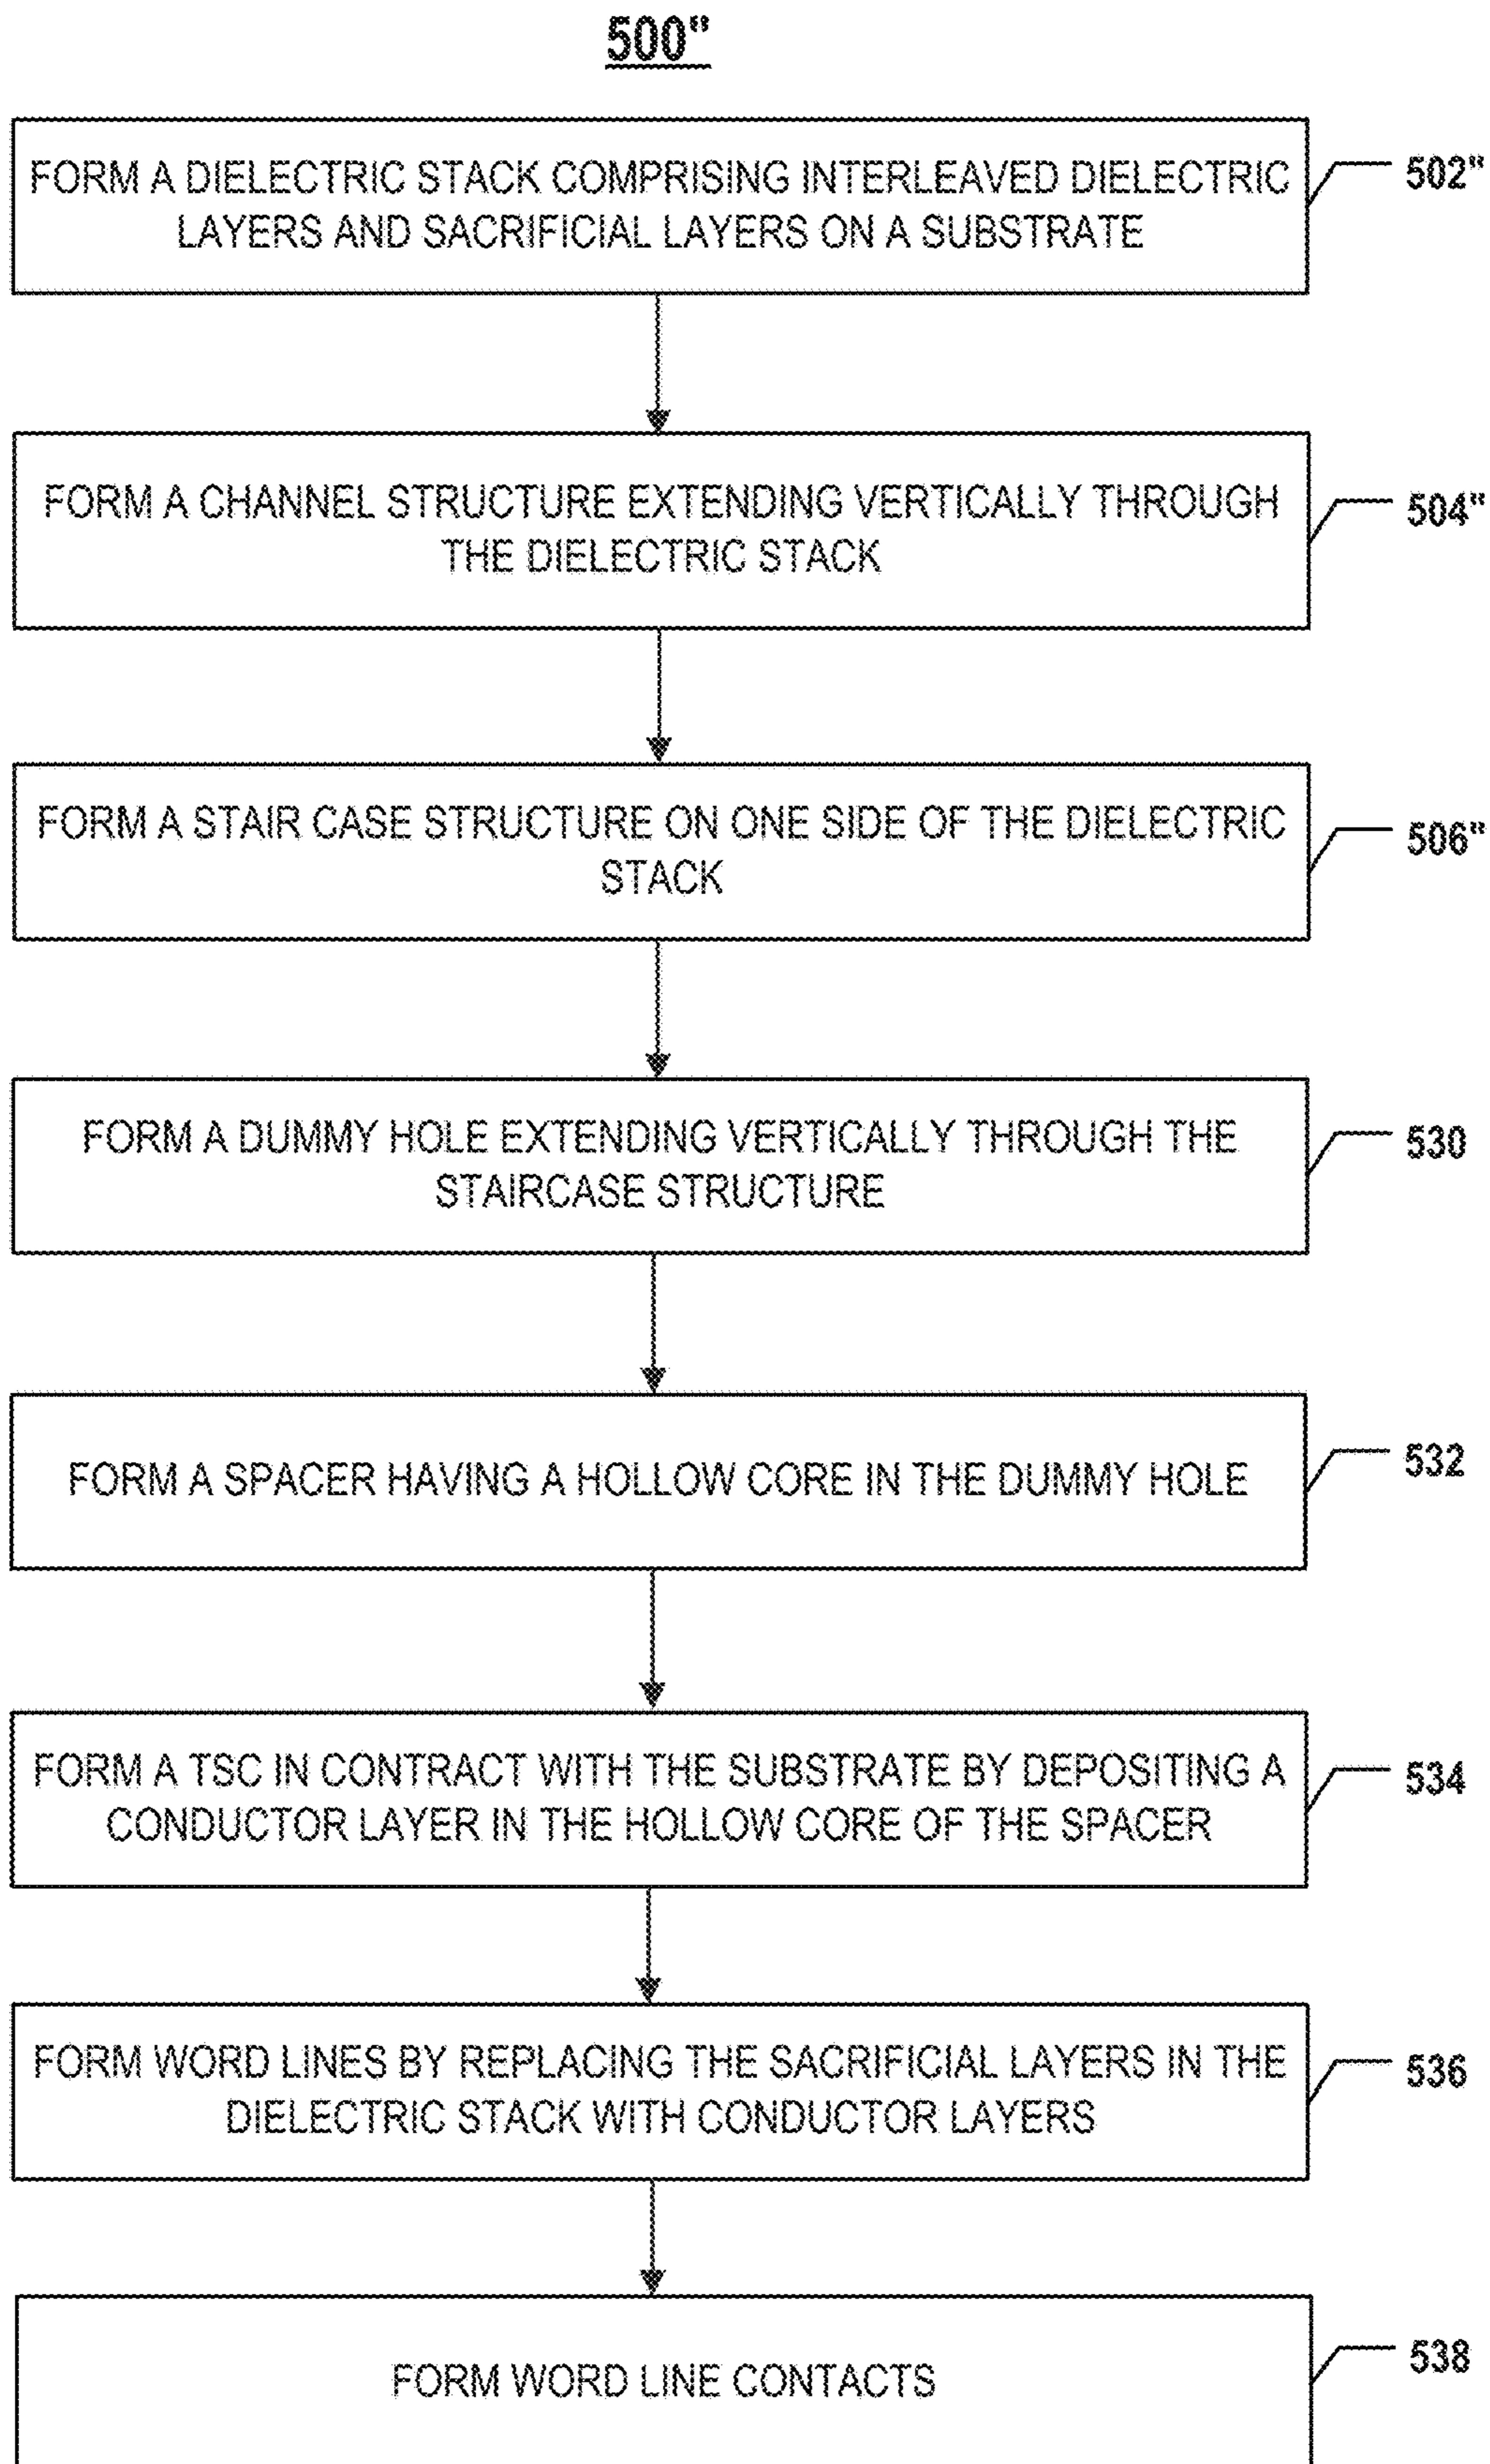 500"
FORM A DIELECTRIC STACK COMPRISING INTERLEAVED DIELECTRIC
LAYERS AND SACRIFICIAL LAYERS ON A SUBSTRATE
502"
FORM A CHANNEL STRUCTURE EXTENDING VERTICALLY THROUGH
THE DIELECTRIC STACK
504"
FORM A STAIR CASE STRUCTURE ON ONE SIDE OF THE DIELECTRIC
STACK
506"
FORM A DUMMY HOLE EXTENDING VERTICALLY THROUGH THE
STAIRCASE STRUCTURE
530
FORM A SPACER HAVING A HOLLOW CORE IN THE DUMMY HOLE
532
FORM A TSC IN CONTRACT WITH THE SUBSTRATE BY DEPOSITING A
CONDUCTOR LAYER IN THE HOLLOW CORE OF THE SPACER
534
FORM WORD LINES BY REPLACING THE SACRIFICIAL LAYERS IN THE
DIELECTRIC STACK WITH CONDUCTOR LAYERS
536
FORM WORD LINE CONTACTS
538